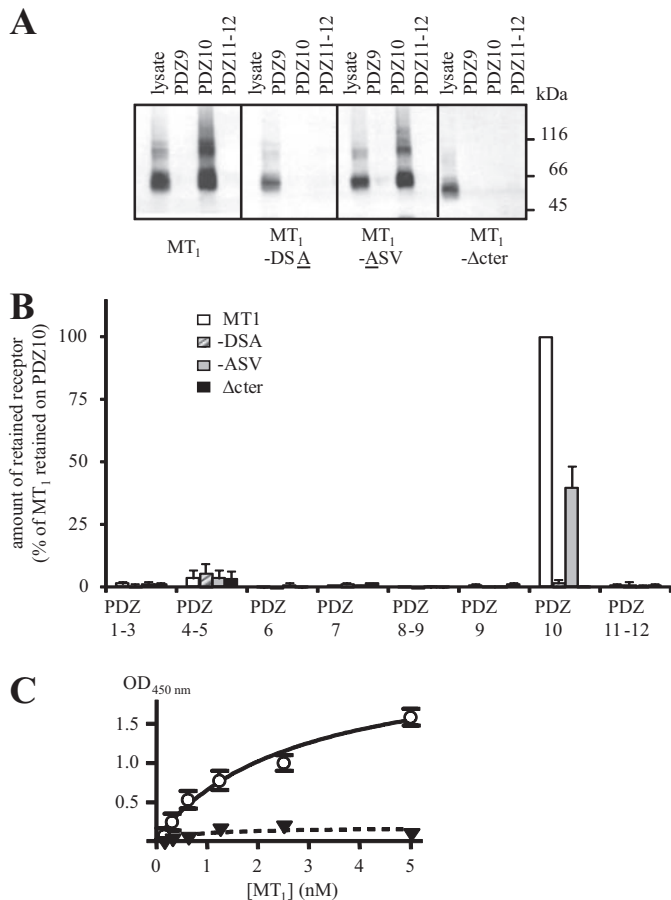 A
lysate PDZ9 PDZ10 PDZ11-12 lysate PDZ9 PDZ10 PDZ11-12 lysate PDZ9 PDZ10 PDZ11-12 lysate PDZ9 PDZ10 PDZ11-12
kDa
116
66
45
MT1 MT1 -DSA MT1 -ASV MT1 -Δcter
B
amount of retained receptor
(% of MT1 retained on PDZ10)
100
75
50
25
0
MT1
-DSA
-ASV
Δcter
PDZ PDZ PDZ PDZ PDZ PDZ PDZ PDZ
1-3 4-5 6 7 8-9 9 10 11-12
C
OD450 nm
1.5
1.0
0.5
0 1 2 3 4 5
[MT1] (nM)